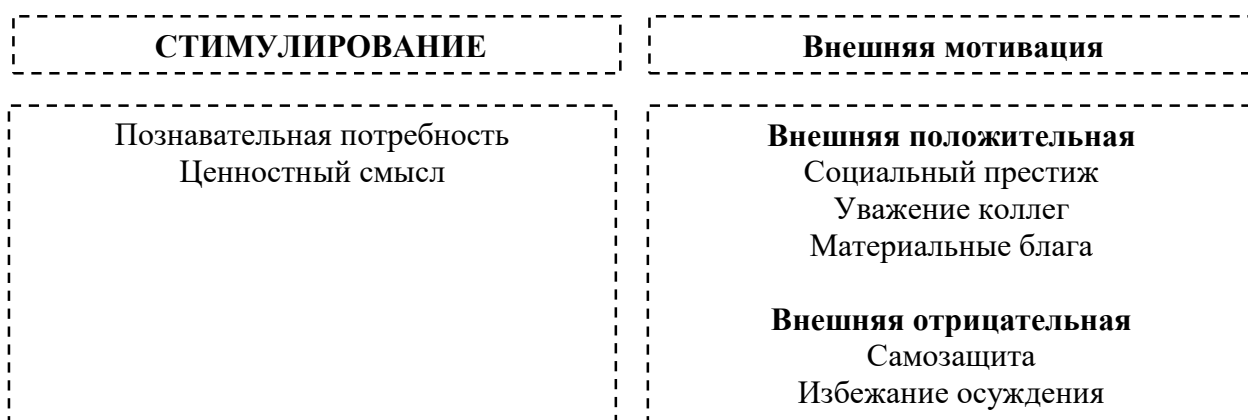 СТИМУЛИРОВАНИЕ
Познавательная потребность
Ценностный смысл
Внешняя мотивация
Внешняя положительная
Социальный престиж
Уважение коллег
Материальные блага
Внешняя отрицательная
Самозащита
Избежание осуждения